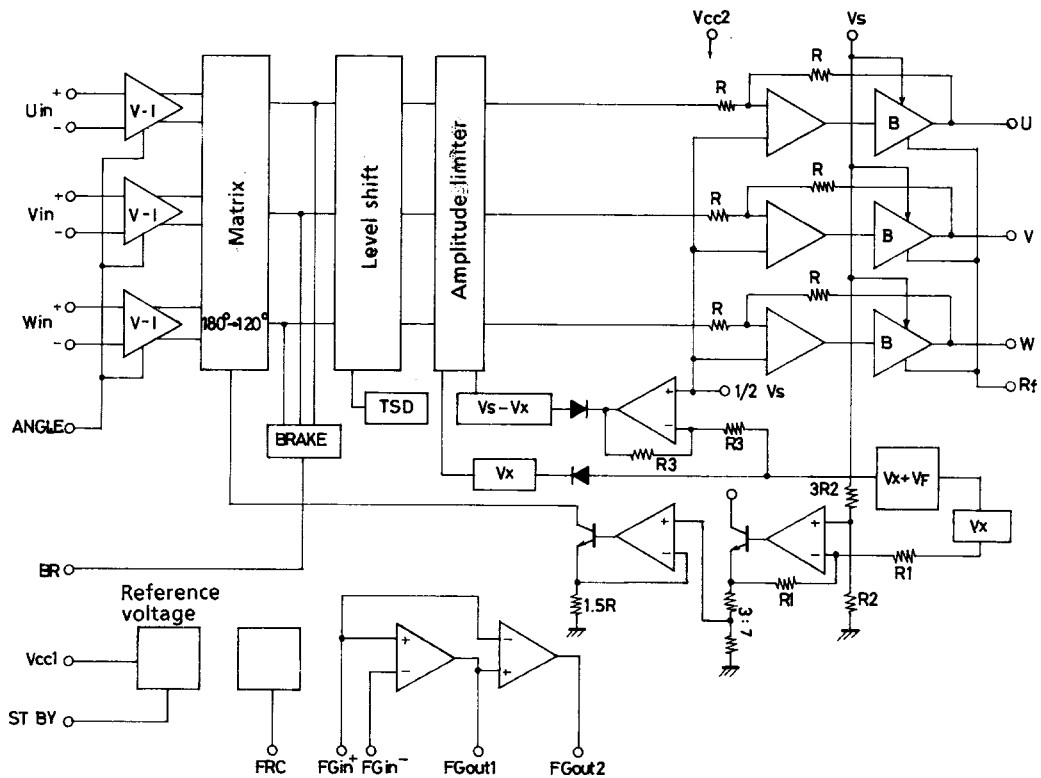 Vcc2
Vs
R
R
Uin
+
−
V-I
B
U
Vin
+
−
V-I
Matrix
Level shift
Amplitude limiter
R
R
B
V
Win
+
−
V-I
180°→120°
R
R
B
W
Rf
ANGLE
BRAKE
TSD
Vs-Vx
+
−
1/2 Vs
R3
R3
Vx
Vx+VF
Vx
3R2
+
−
+
−
R1
R1
R2
BR
1.5R
3:7
Reference
voltage
Vcc1
ST BY
+
−
−
+
FRC
FGin+
FGin−
FGout1
FGout2